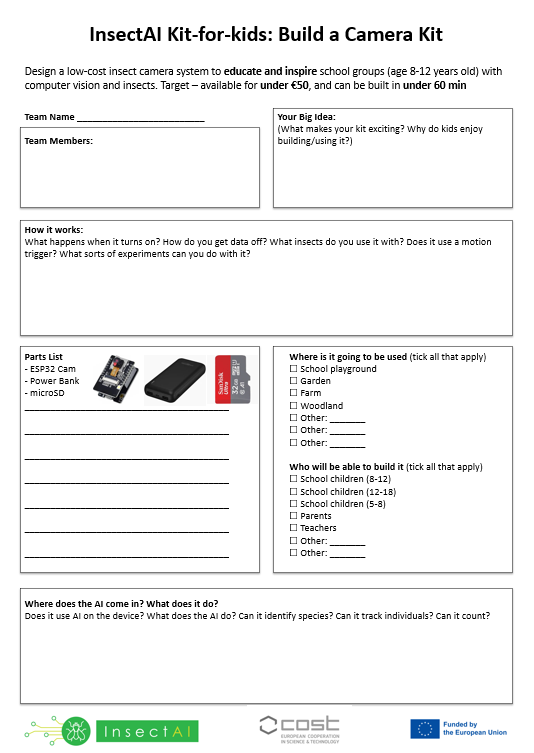 InsectAI Kit-for-kids: Build a Camera Kit
Design a low-cost insect camera system to educate and inspire school groups (age 8-12 years old) with
computer vision and insects. Target – available for under €50, and can be built in under 60 min
Team Name ___________________________
Team Members:
Your Big Idea:
(What makes your kit exciting? Why do kids enjoy
building/using it?)
How it works:
What happens when it turns on? How do you get data off? What insects do you use it with? Does it use a motion
trigger? What sorts of experiments can you do with it?
Parts List
- ESP32 Cam
- Power Bank
- microSD
SanDisk
Ultra
32GB
Where is it going to be used (tick all that apply)
☐ School playground
☐ Garden
☐ Farm
☐ Woodland
☐ Other: _______
☐ Other: _______
☐ Other: _______
Who will be able to build it (tick all that apply)
☐ School children (8-12)
☐ School children (12-18)
☐ School children (5-8)
☐ Parents
☐ Teachers
☐ Other: _______
☐ Other: _______
Where does the AI come in? What does it do?
Does it use AI on the device? What does the AI do? Can it identify species? Can it track individuals? Can it count?
InsectAI
cost
EUROPEAN COOPERATION
IN SCIENCE & TECHNOLOGY
Funded by
the European Union